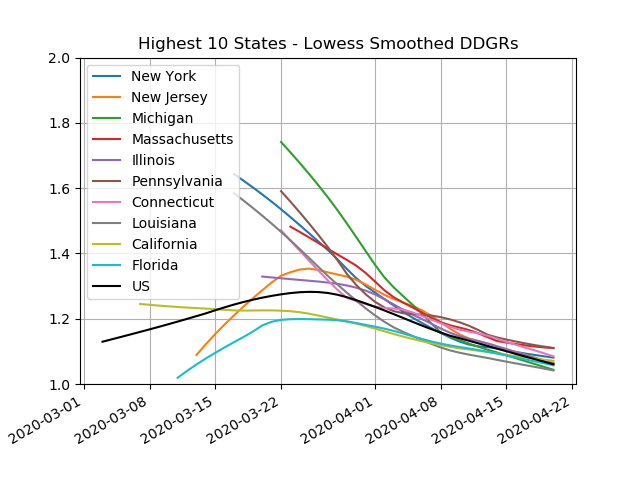 Highest 10 States - Lowess Smoothed DDGRs
2.0
1.8
1.6
1.4
1.2
1.0
New York
New Jersey
Michigan
Massachusetts
Illinois
Pennsylvania
Connecticut
Louisiana
California
Florida
US
2020-03-01
2020-03-08
2020-03-15
2020-03-22
2020-04-01
2020-04-08
2020-04-15
2020-04-22